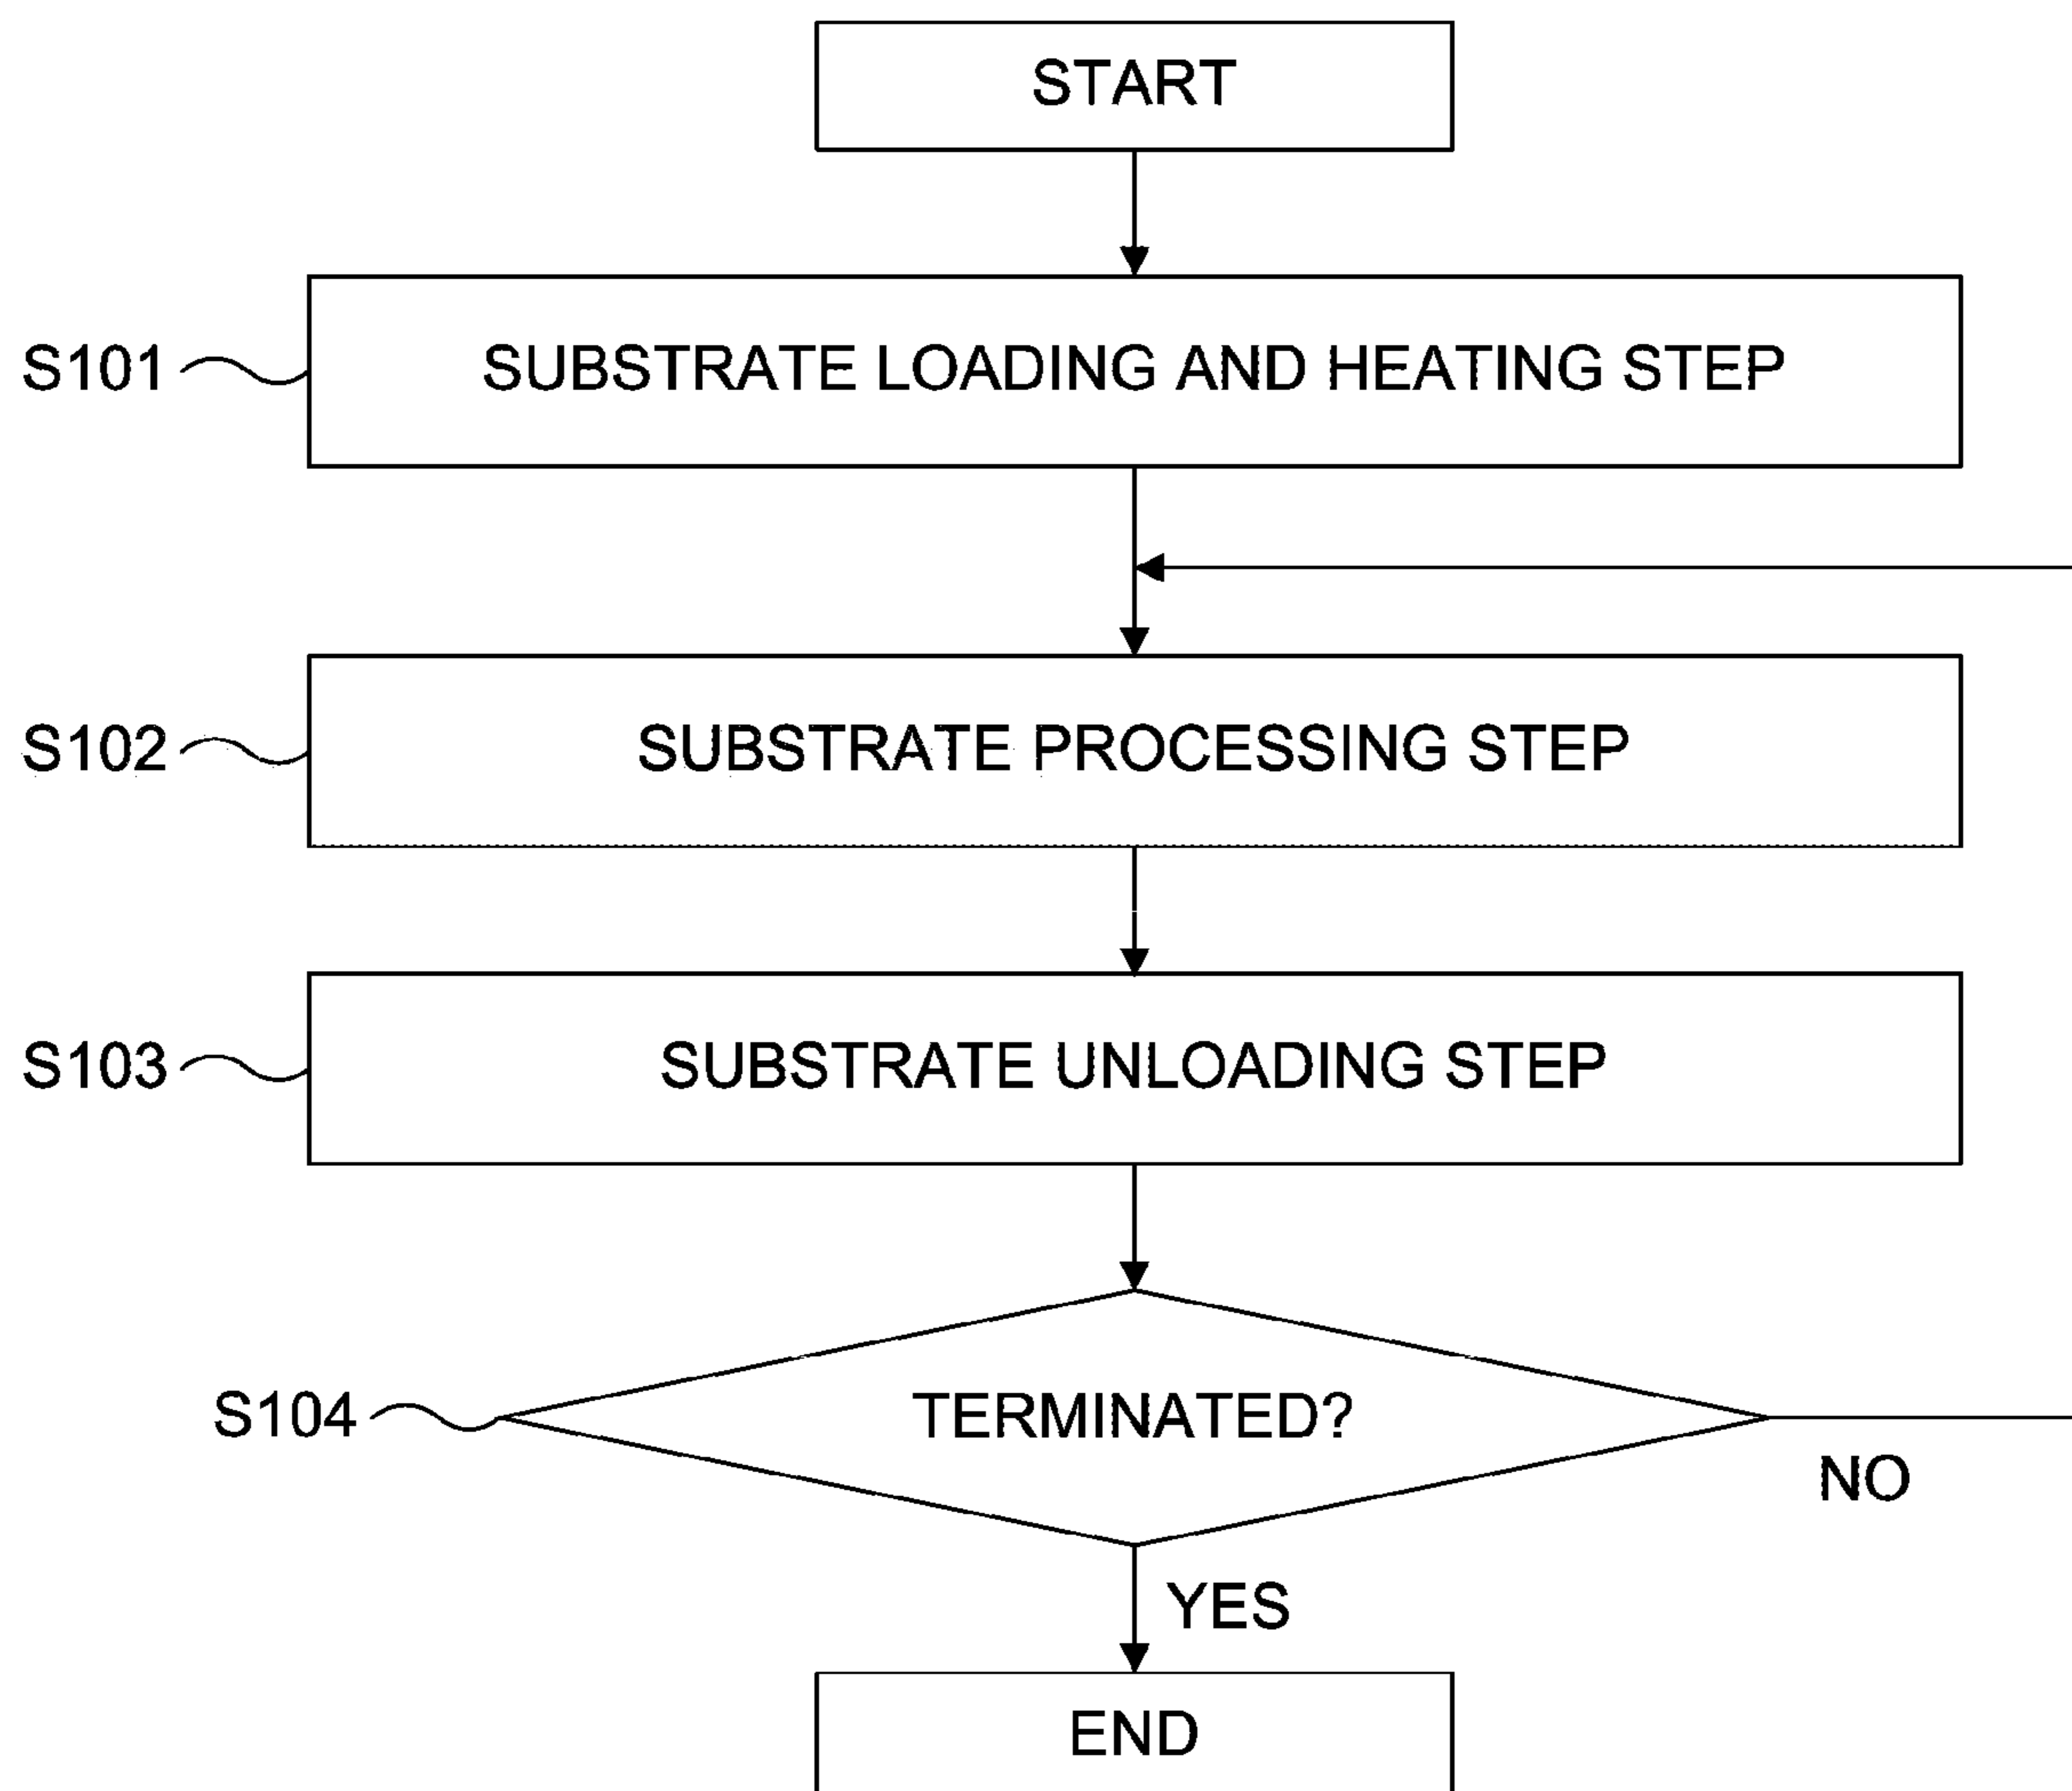 START
S101
SUBSTRATE LOADING AND HEATING STEP
S102
SUBSTRATE PROCESSING STEP
S103
SUBSTRATE UNLOADING STEP
S104
TERMINATED?
NO
YES
END